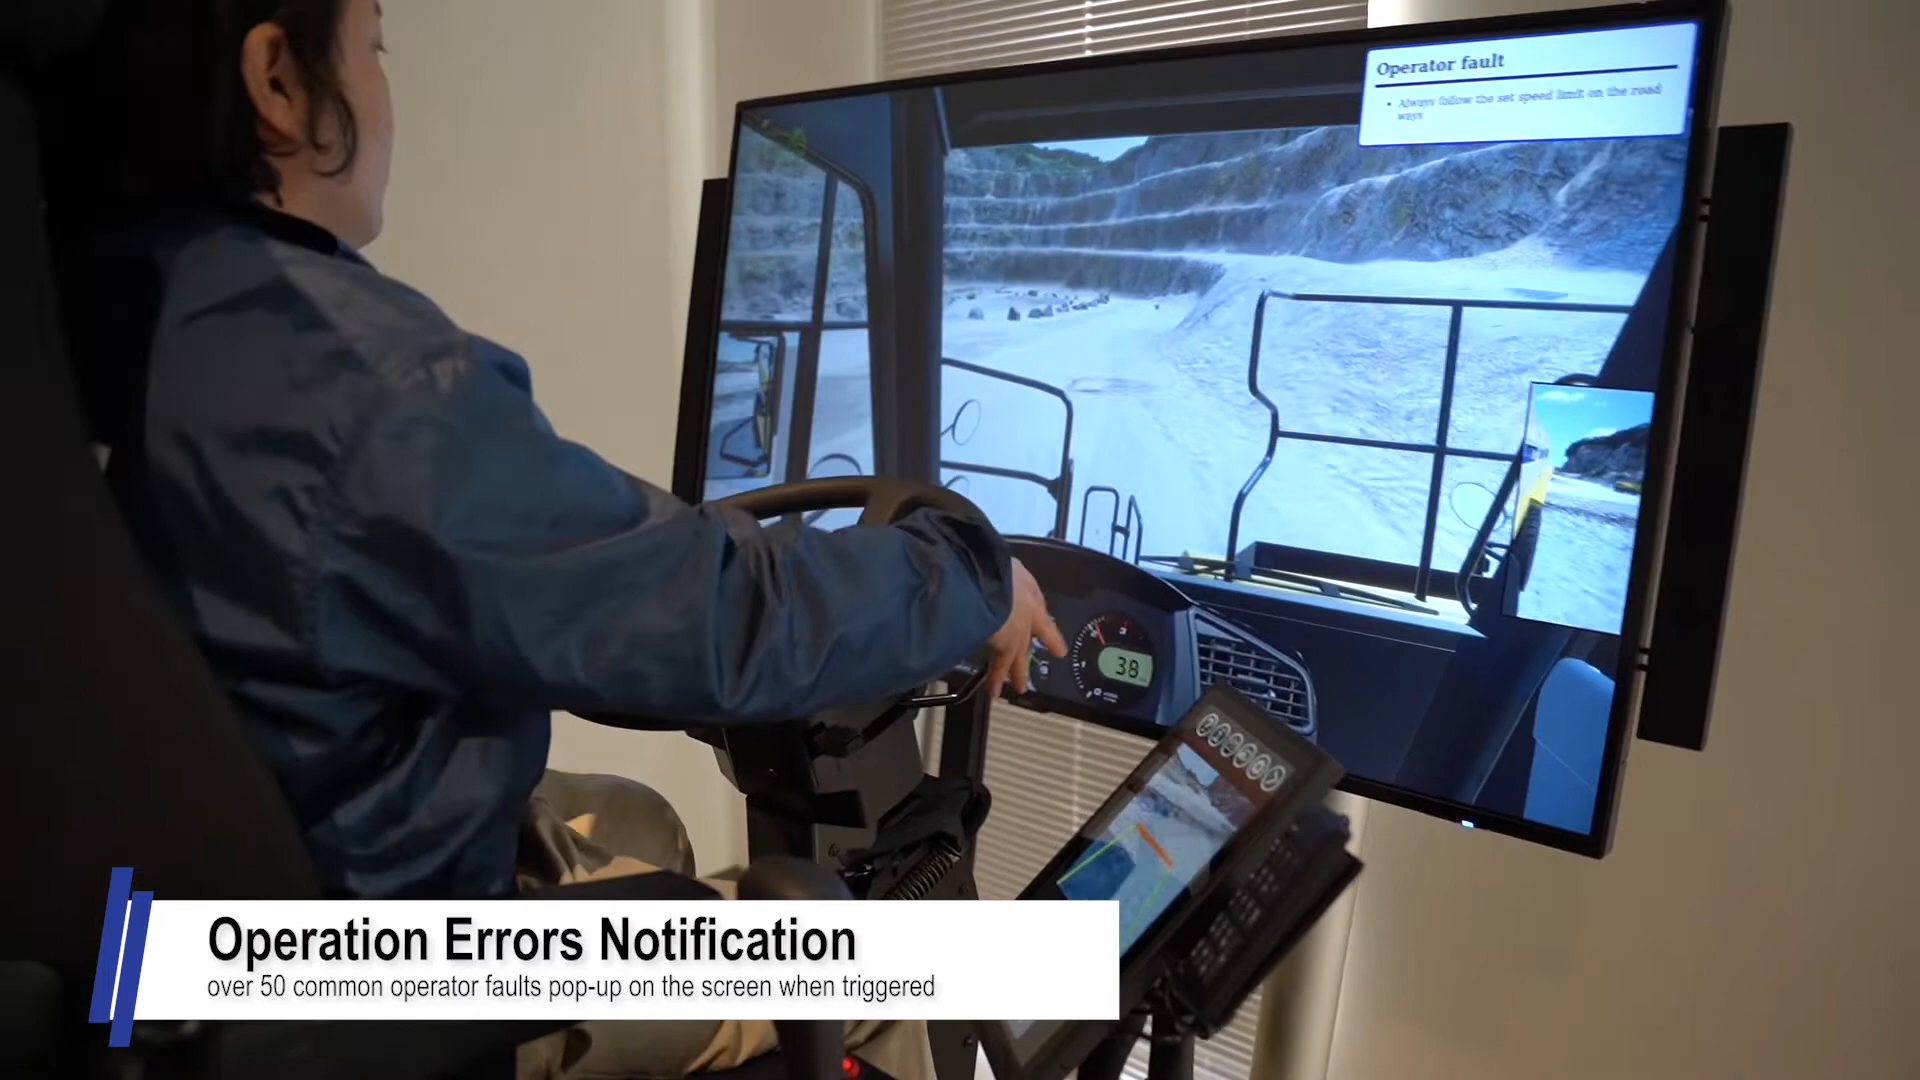 Operator fault
• Always follow the set speed limit on the road
ways
38
Operation Errors Notification
over 50 common operator faults pop-up on the screen when triggered